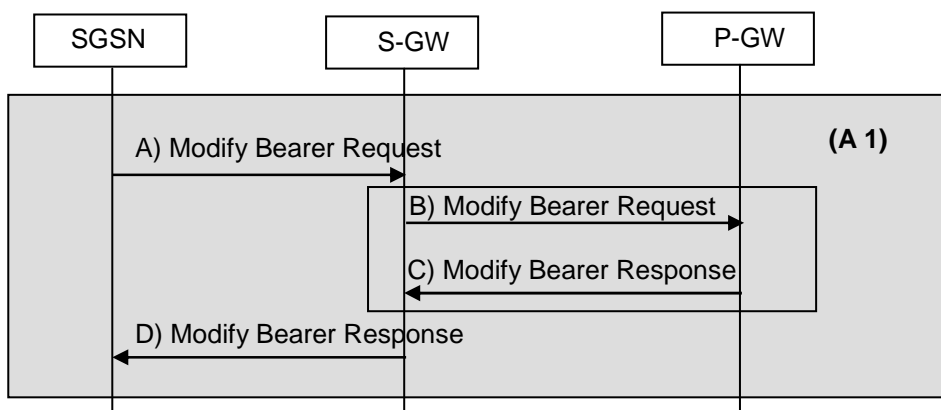 SGSN
S-GW
P-GW
(A 1)
A) Modify Bearer Request
B) Modify Bearer Request
C) Modify Bearer Response
D) Modify Bearer Response